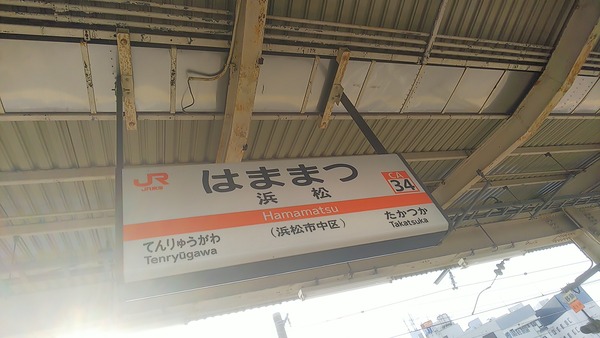 JR
はままつ
CA
34
浜 松
Hamamatsu
(浜松市中区)
てんりゅうがわ
Tenryūgawa
たかつか
Takatsuka